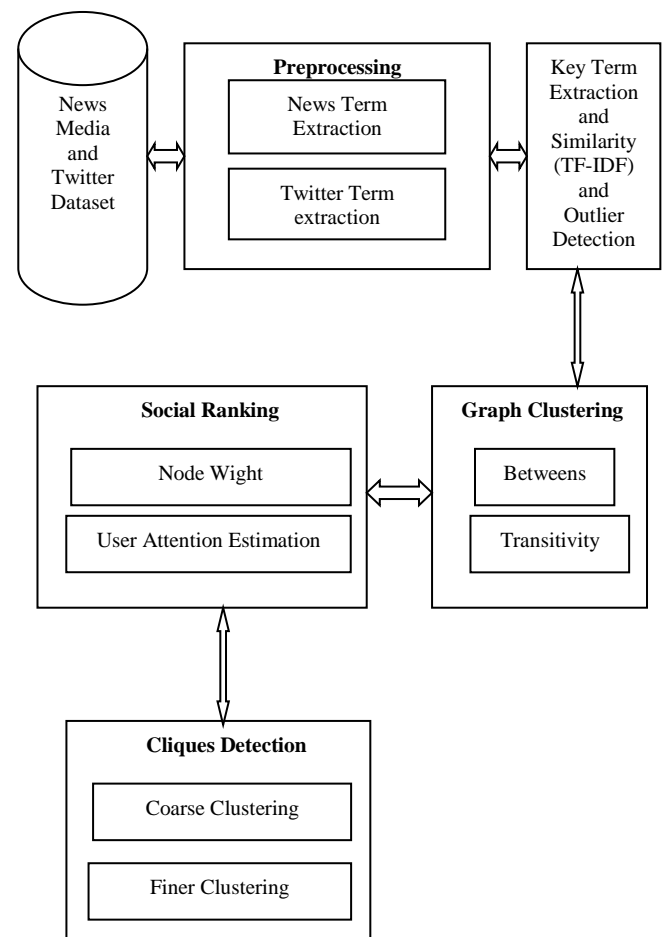 News
Media
and
Twitter
Dataset
Preprocessing
News Term
Extraction
Twitter Term
extraction
Key Term
Extraction
and
Similarity
(TF-IDF)
and
Outlier
Detection
Social Ranking
Node Wight
User Attention Estimation
Graph Clustering
Betweens
Transitivity
Cliques Detection
Coarse Clustering
Finer Clustering